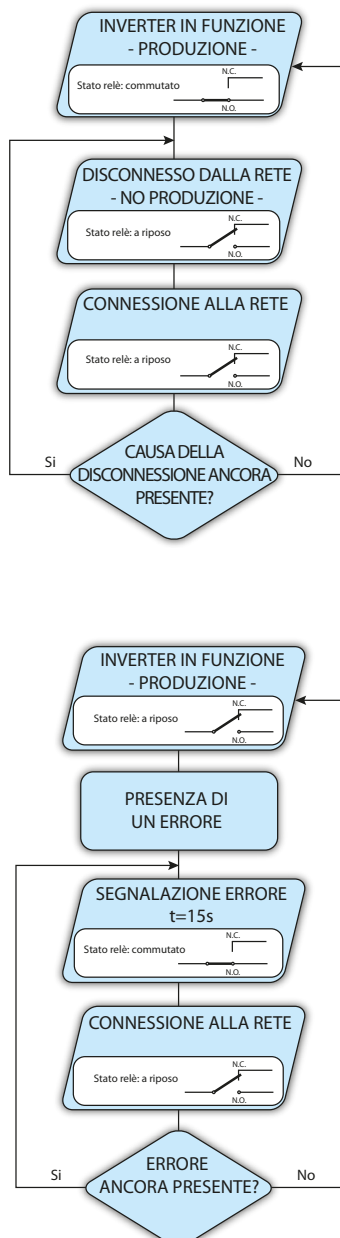 INVERTER IN FUNZIONE
- PRODUZIONE -
N.C.
Stato relè: commutato
N.O.
DISCONNESSO DALLA RETE
- NO PRODUZIONE -
N.C.
Stato relè: a riposo
N.O.
CONNESSIONE ALLA RETE
N.C.
Stato relè: a riposo
N.O.
Si
CAUSA DELLA
DISCONNESSIONE ANCORA
PRESENTE?
No
INVERTER IN FUNZIONE
- PRODUZIONE -
N.C.
Stato relè: a riposo
N.O.
PRESENZA DI
UN ERRORE
SEGNALAZIONE ERRORE
t=15s
N.C.
Stato relè: commutato
N.O.
CONNESSIONE ALLA RETE
N.C.
Stato relè: a riposo
N.O.
Si
ERRORE
ANCORA PRESENTE?
No